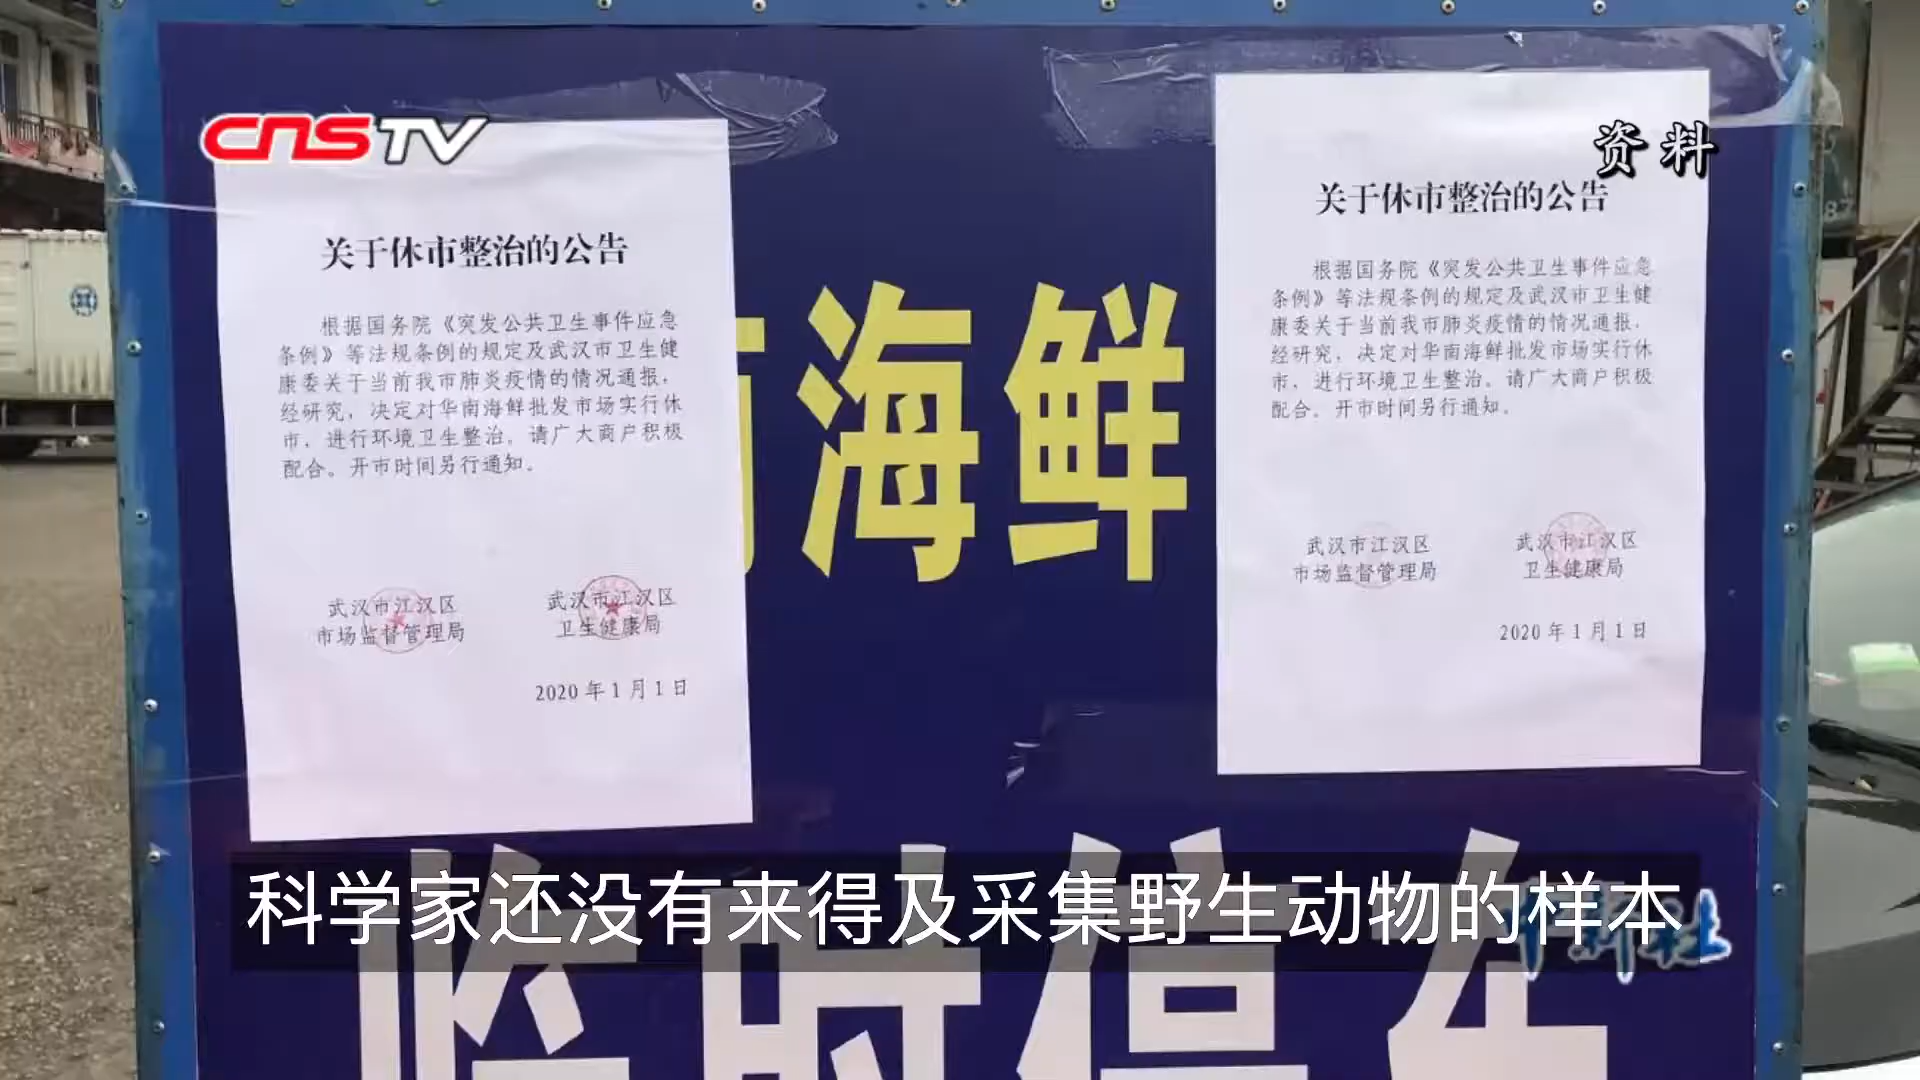 CNSTV
资料
关于休市整治的公告
根据国务院《突发公共卫生事件应急
条例》等法规条例的规定及武汉市卫生健
康委关于当前我市肺炎疫情的情况通报，
经研究，决定对华南海鲜批发市场实行休
市，进行环境卫生整治。请广大商户积极
配合。开市时间另行通知。
武汉市江汉区
市场监督管理局
武汉市江汉区
卫生健康局
2020年1月1日
海鲜
关于休市整治的公告
根据国务院《突发公共卫生事件应急
条例》等法规条例的规定及武汉市卫生健
康委关于当前我市肺炎疫情的情况通报，
经研究，决定对华南海鲜批发市场实行休
市，进行环境卫生整治。请广大商户积极
配合。开市时间另行通知。
武汉市江汉区
市场监督管理局
武汉市江汉区
卫生健康局
2020年1月1日
87
科学家还没有来得及采集野生动物的样本
中新社
临时停车